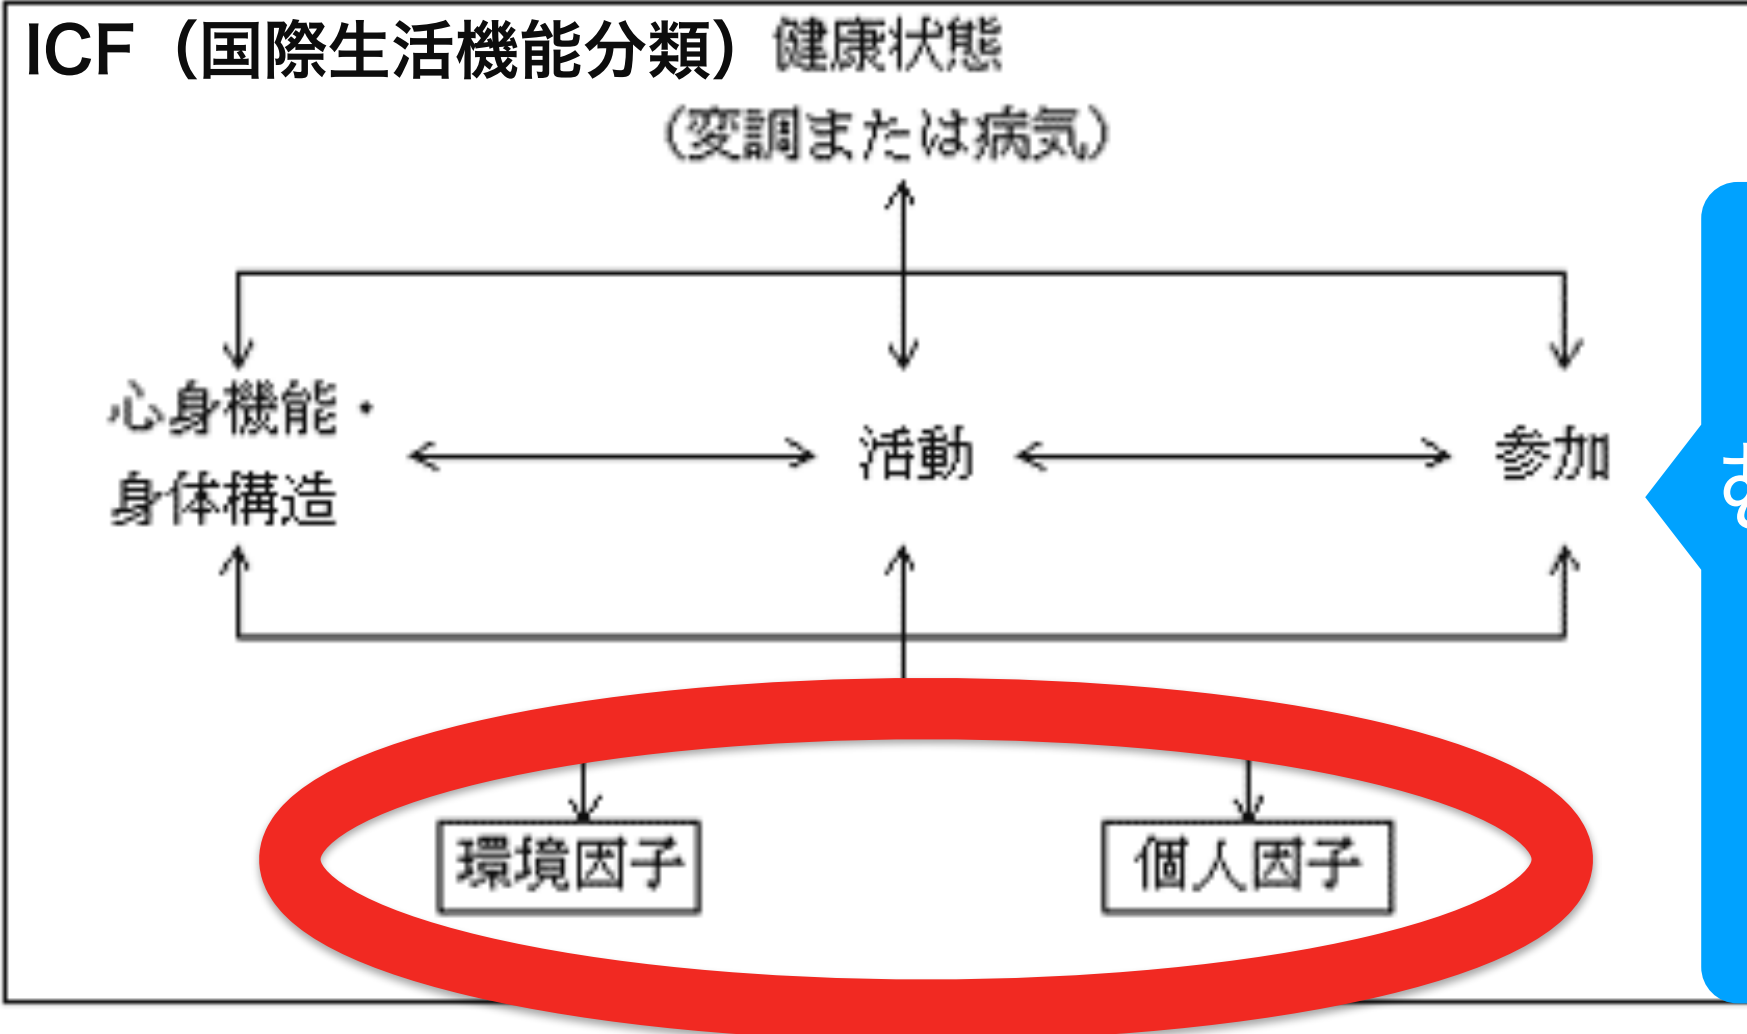 ICF（国際生活機能分類）
健康状態
（変調または病気）
心身機能・
身体構造
活動
参加
環境因子
個人因子